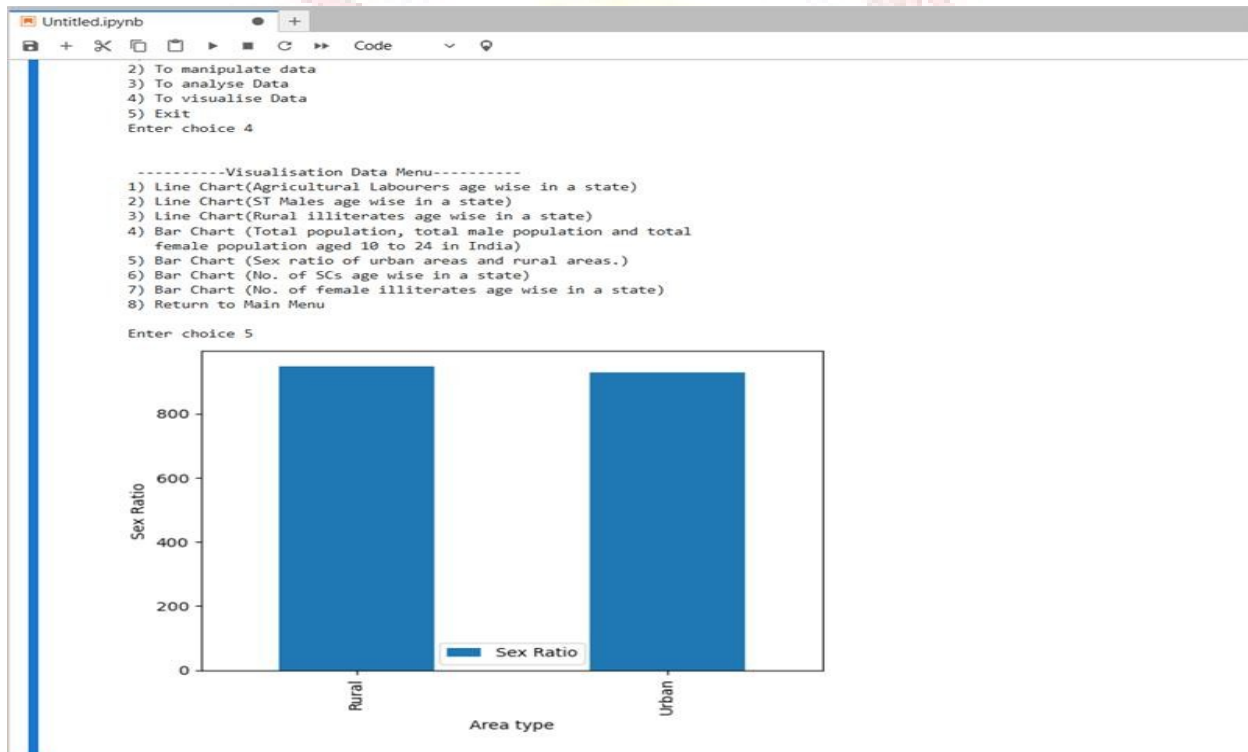 Untitled.ipynb
Code
2) To manipulate data
3) To analyse Data
4) To visualise Data
5) Exit
Enter choice 4
----------Visualisation Data Menu----------
1) Line Chart(Agricultural Labourers age wise in a state)
2) Line Chart(ST Males age wise in a state)
3) Line Chart(Rural illiterates age wise in a state)
4) Bar Chart (Total population, total male population and total
female population aged 10 to 24 in India)
5) Bar Chart (Sex ratio of urban areas and rural areas.)
6) Bar Chart (No. of SCs age wise in a state)
7) Bar Chart (No. of female illiterates age wise in a state)
8) Return to Main Menu
Enter choice 5
800
600
400
200
0
Sex Ratio
Sex Ratio
Rural
Urban
Area type